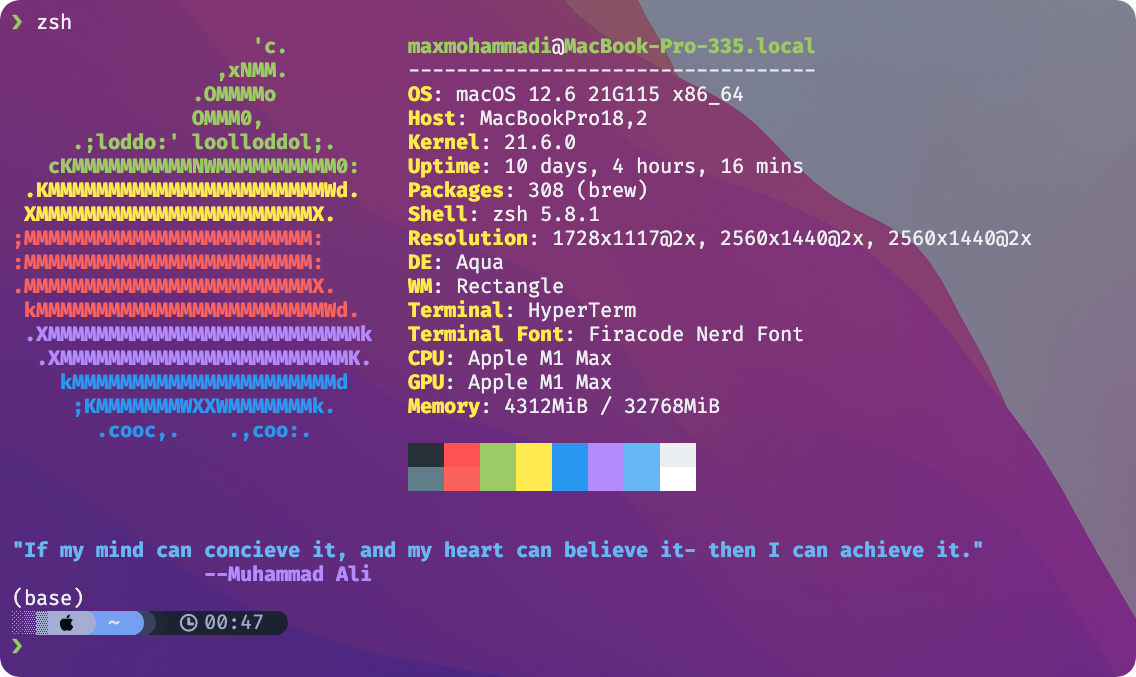 ❯ zsh
'c.
,xNMM.
.OMMMMo
OMMM0,
.;loddo:' loolloddol;.
cKMMMMMMMMMMNWMMMMMMMMMM0:
.KMMMMMMMMMMMMMMMMMMMMMMMWd.
XMMMMMMMMMMMMMMMMMMMMMMMX.
;MMMMMMMMMMMMMMMMMMMMMMMM:
:MMMMMMMMMMMMMMMMMMMMMMMM:
.MMMMMMMMMMMMMMMMMMMMMMMMX.
kMMMMMMMMMMMMMMMMMMMMMMMMWd.
.XMMMMMMMMMMMMMMMMMMMMMMMMMMk
.XMMMMMMMMMMMMMMMMMMMMMMMMK.
kMMMMMMMMMMMMMMMMMMMMMMd
;KMMMMMMMWXXWMMMMMMMk.
.cooc,.    .,coo:.
maxmohammadi@MacBook-Pro-335.local
----------------------------------
OS: macOS 12.6 21G115 x86_64
Host: MacBookPro18,2
Kernel: 21.6.0
Uptime: 10 days, 4 hours, 16 mins
Packages: 308 (brew)
Shell: zsh 5.8.1
Resolution: 1728x1117@2x, 2560x1440@2x, 2560x1440@2x
DE: Aqua
WM: Rectangle
Terminal: HyperTerm
Terminal Font: Firacode Nerd Font
CPU: Apple M1 Max
GPU: Apple M1 Max
Memory: 4312MiB / 32768MiB
"If my mind can concieve it, and my heart can believe it- then I can achieve it."
--Muhammad Ali
(base)
~ 00:47
❯